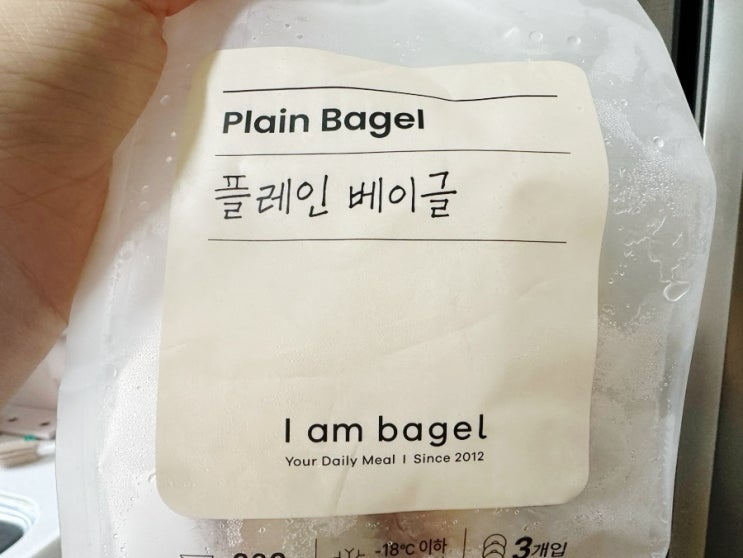 Plain Bagel
플레인 베이글
I am bagel
Your Daily Meal I Since 2012
-18℃ 이하
3개입